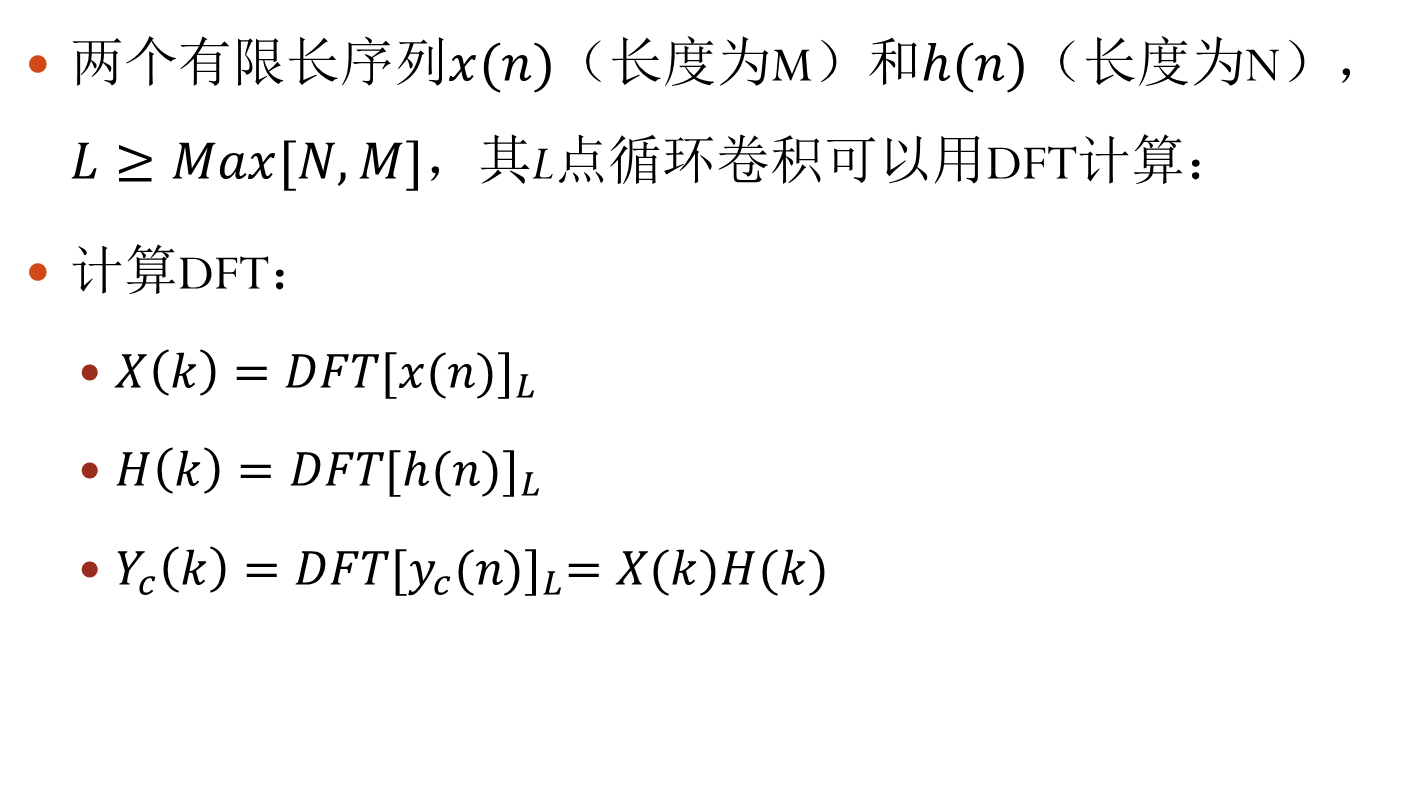 • 两个有限长序列x(n)（长度为M）和h(n)（长度为N），
L ≥ Max[N, M]，其L点循环卷积可以用DFT计算：
• 计算DFT：
• X(k) = DFT[x(n)]_L
• H(k) = DFT[h(n)]_L
• Y_c(k) = DFT[y_c(n)]_L= X(k)H(k)